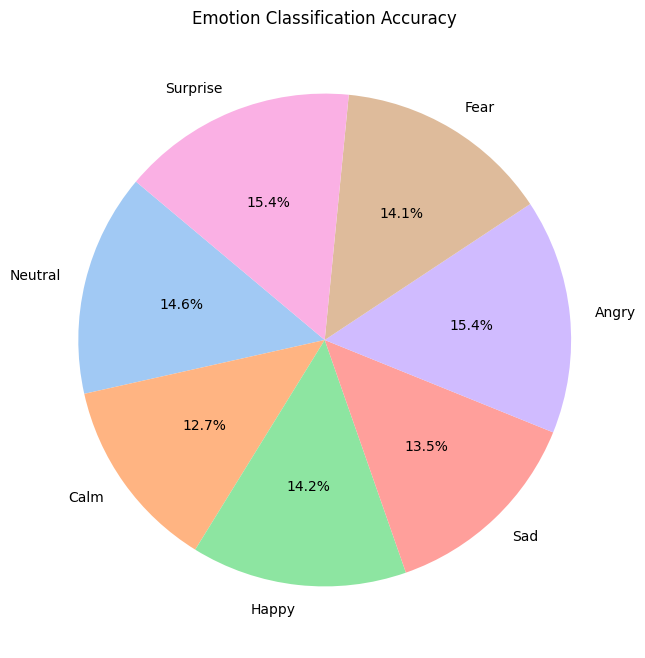 Emotion Classification Accuracy
Surprise
Fear
15.4%
14.1%
Neutral
14.6%
15.4%
Angry
12.7%
13.5%
14.2%
Calm
Sad
Happy